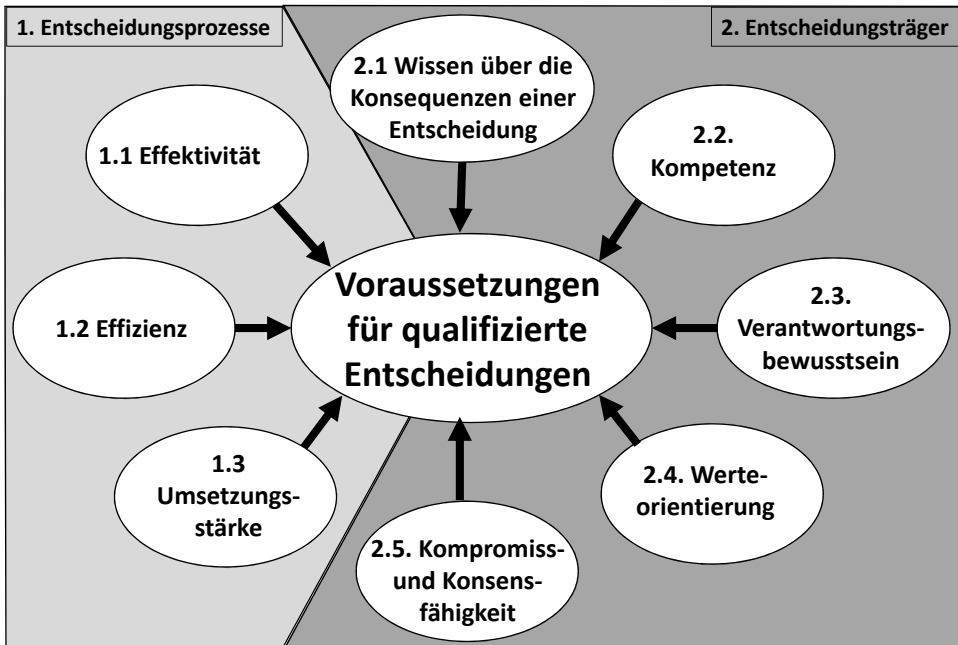 1. Entscheidungsprozesse
2. Entscheidungsträger
2.1 Wissen über die
Konsequenzen einer
Entscheidung
1.1 Effektivität
2.2.
Kompetenz
Voraussetzungen
für qualifizierte
Entscheidungen
1.2 Effizienz
2.3.
Verantwortungs-
bewusstsein
1.3
Umsetzungs-
stärke
2.4. Werte-
orientierung
2.5. Kompromiss-
und Konsens-
fähigkeit